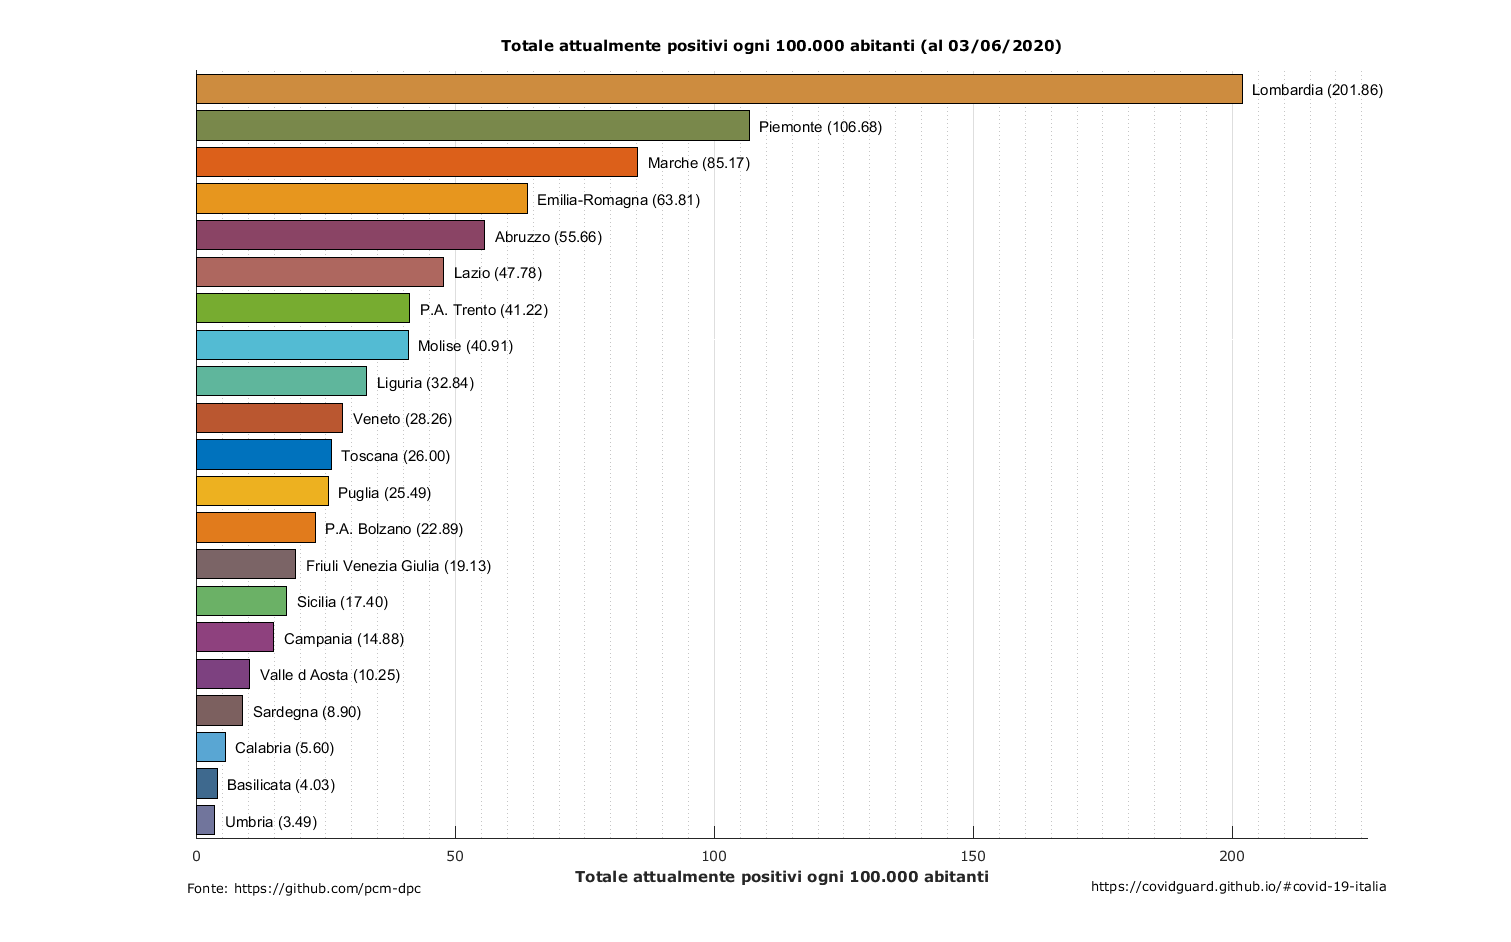 Totale attualmente positivi ogni 100.000 abitanti (al 03/06/2020)
Lombardia (201.86)
Piemonte (106.68)
Marche (85.17)
Emilia-Romagna (63.81)
Abruzzo (55.66)
Lazio (47.78)
P.A. Trento (41.22)
Molise (40.91)
Liguria (32.84)
Veneto (28.26)
Toscana (26.00)
Puglia (25.49)
P.A. Bolzano (22.89)
Friuli Venezia Giulia (19.13)
Sicilia (17.40)
Campania (14.88)
Valle d Aosta (10.25)
Sardegna (8.90)
Calabria (5.60)
Basilicata (4.03)
Umbria (3.49)
0 50 100 150 200
Totale attualmente positivi ogni 100.000 abitanti
Fonte: https://github.com/pcm-dpc
https://covidguard.github.io/#covid-19-italia